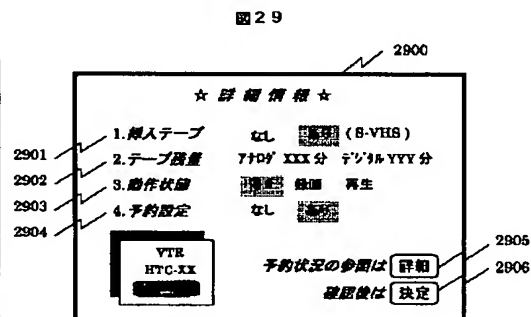 図29
2900
☆ 詳細情報 ☆
2901
1.挿入テープ なし (S-VHS)
2902
2.テープ残量 アナログ XXX 分 デジタル YYY 分
2903
3.動作状態 録画 再生
2904
4.予約設定 なし
VTR
HTC-XX
予約状況の参照は 詳細
2905
確認後は 決定
2906